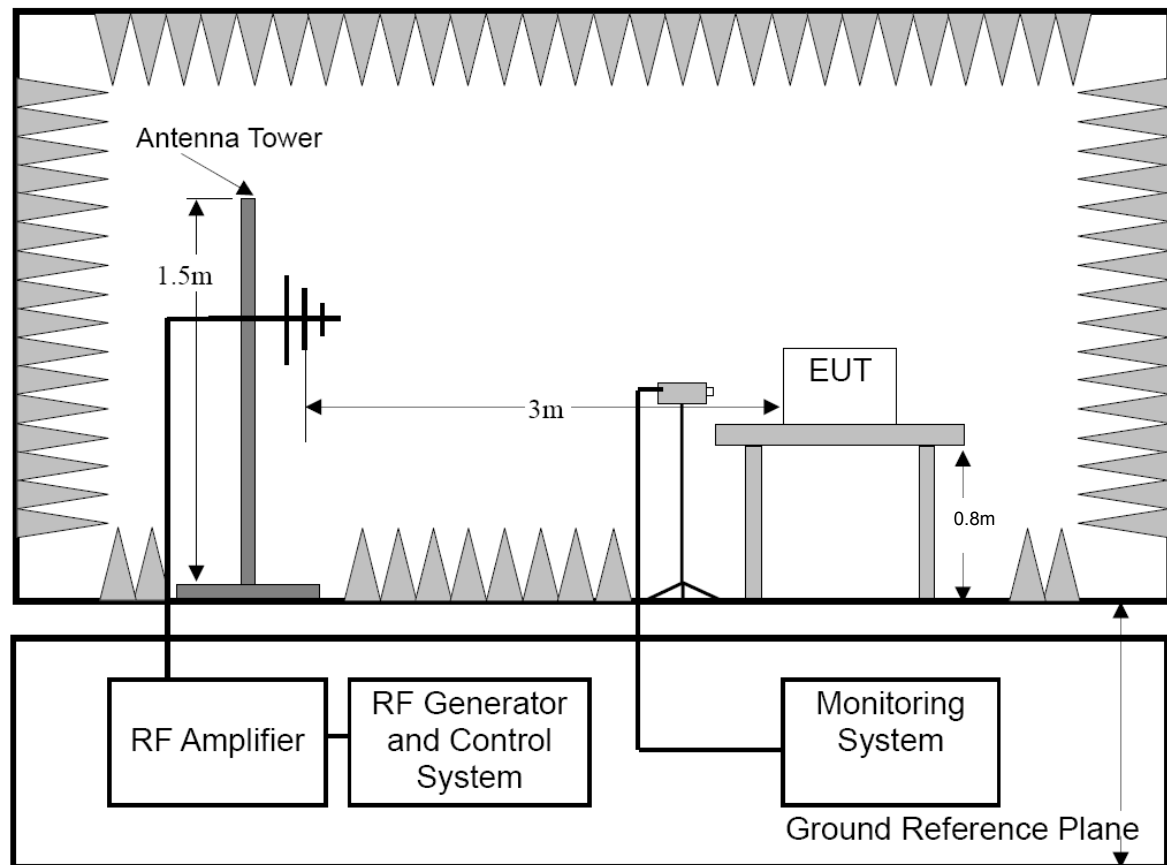 Antenna Tower
1.5m
EUT
3m
0.8m
RF Amplifier
RF Generator
and Control
System
Monitoring
System
Ground Reference Plane